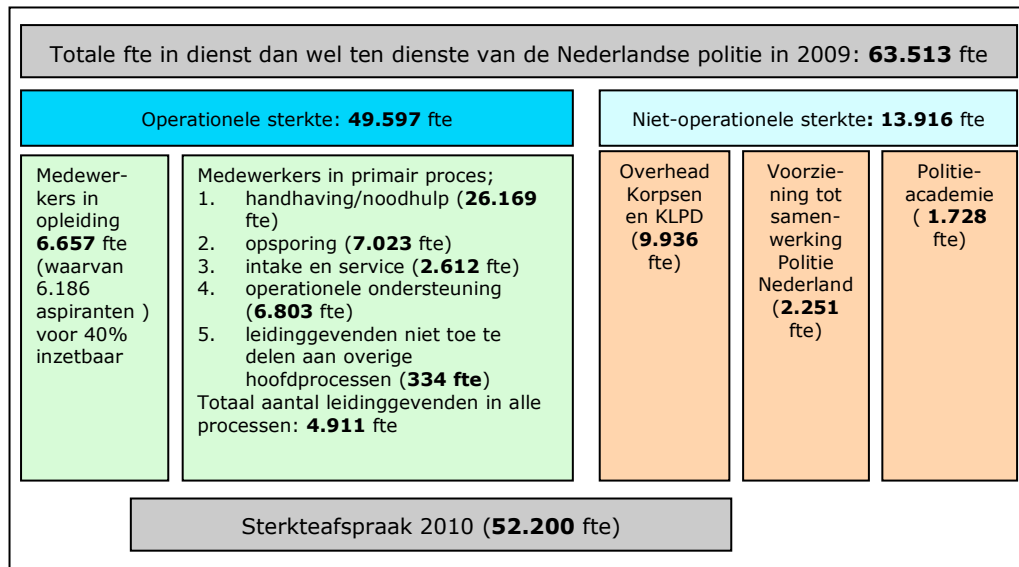 Totale fte in dienst dan wel ten dienste van de Nederlandse politie in 2009: 63.513 fte
Operationele sterkte: 49.597 fte
Niet-operationele sterkte: 13.916 fte
Medewer-
kers in
opleiding
6.657 fte
(waarvan
6.186
aspiranten )
voor 40%
inzetbaar
Medewerkers in primair proces;
1. handhaving/noodhulp (26.169
fte)
2. opsporing (7.023 fte)
3. intake en service (2.612 fte)
4. operationele ondersteuning
(6.803 fte)
5. leidinggevenden niet toe te
delen aan overige
hoofdprocessen (334 fte)
Totaal aantal leidinggevenden in alle
processen: 4.911 fte
Overhead
Korpsen
en KLPD
(9.936
fte)
Voorzie-
ning tot
samen-
werking
Politie
Nederland
(2.251
fte)
Politie-
academie
( 1.728
fte)
Sterkteafspraak 2010 (52.200 fte)